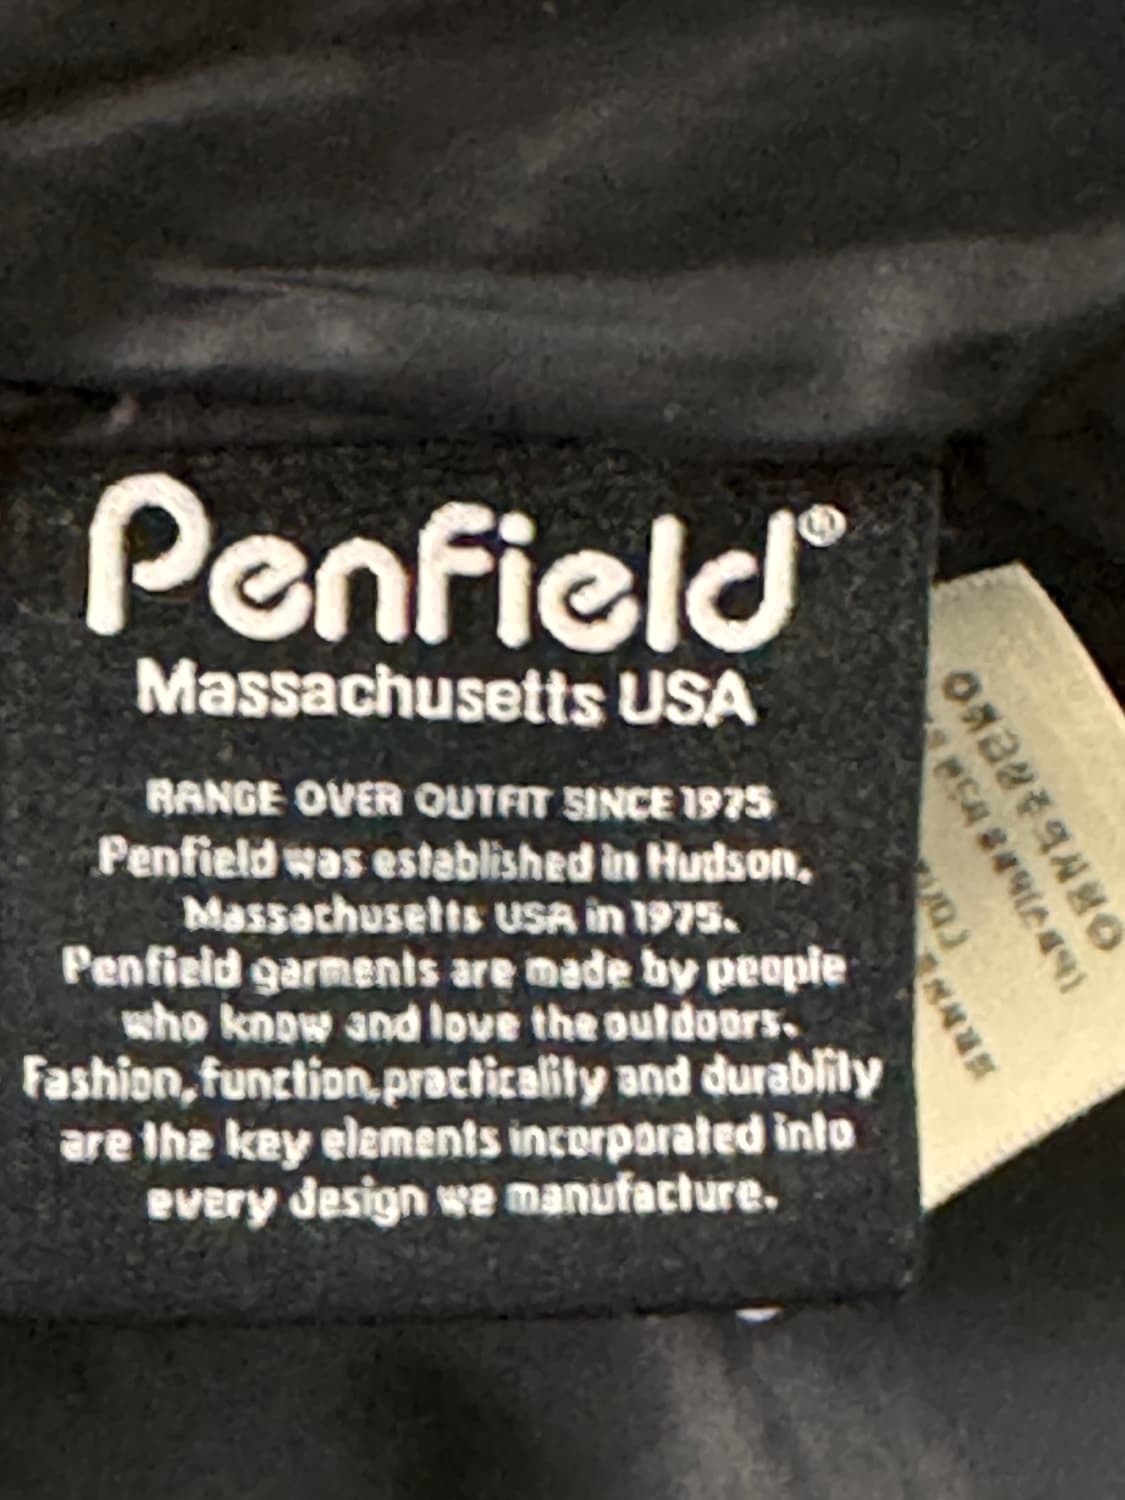 Penfield®
Massachusetts USA
RANGE OVER OUTFIT SINCE 1975
Penfield was established in Hudson,
Massachusetts USA in 1975.
Penfield garments are made by people
who know and love the outdoors.
Fashion, function, practicality and durablity
are the key elements incorporated into
every design we manufacture.